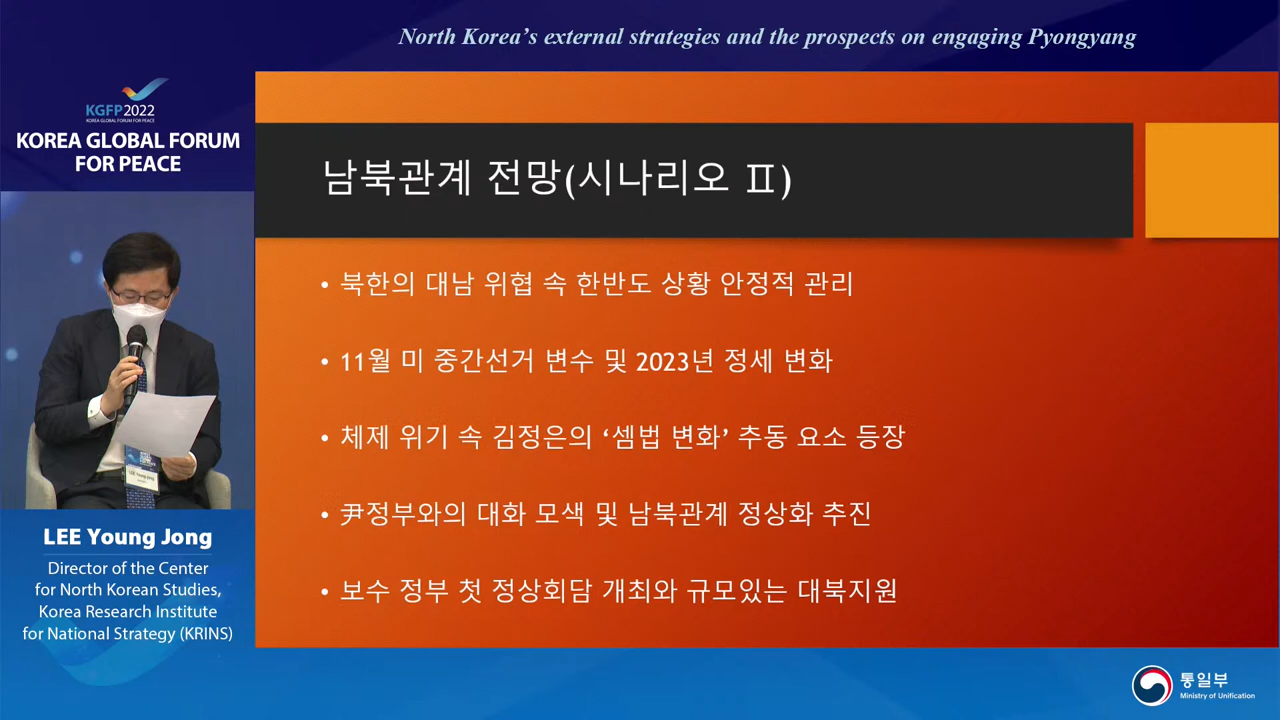 North Korea's external strategies and the prospects on engaging Pyongyang
KGFP2022
KOREA GLOBAL FORUM FOR PEACE
KOREA GLOBAL FORUM
FOR PEACE
남북관계 전망(시나리오 Ⅱ)
• 북한의 대남 위협 속 한반도 상황 안정적 관리
• 11월 미 중간선거 변수 및 2023년 정세 변화
• 체제 위기 속 김정은의 ‘셈법 변화’ 추동 요소 등장
• 尹정부와의 대화 모색 및 남북관계 정상화 추진
• 보수 정부 첫 정상회담 개최와 규모있는 대북지원
LEE Young Jong
LEE Young Jong
Director of the Center
for North Korean Studies,
Korea Research Institute
for National Strategy (KRINS)
통일부
Ministry of Unification